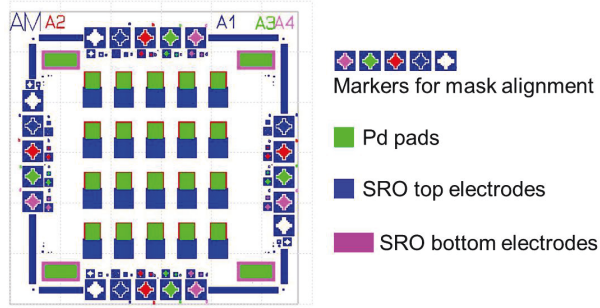 AM A2 A1 A3 A4
Markers for mask alignment
Pd pads
SRO top electrodes
SRO bottom electrodes